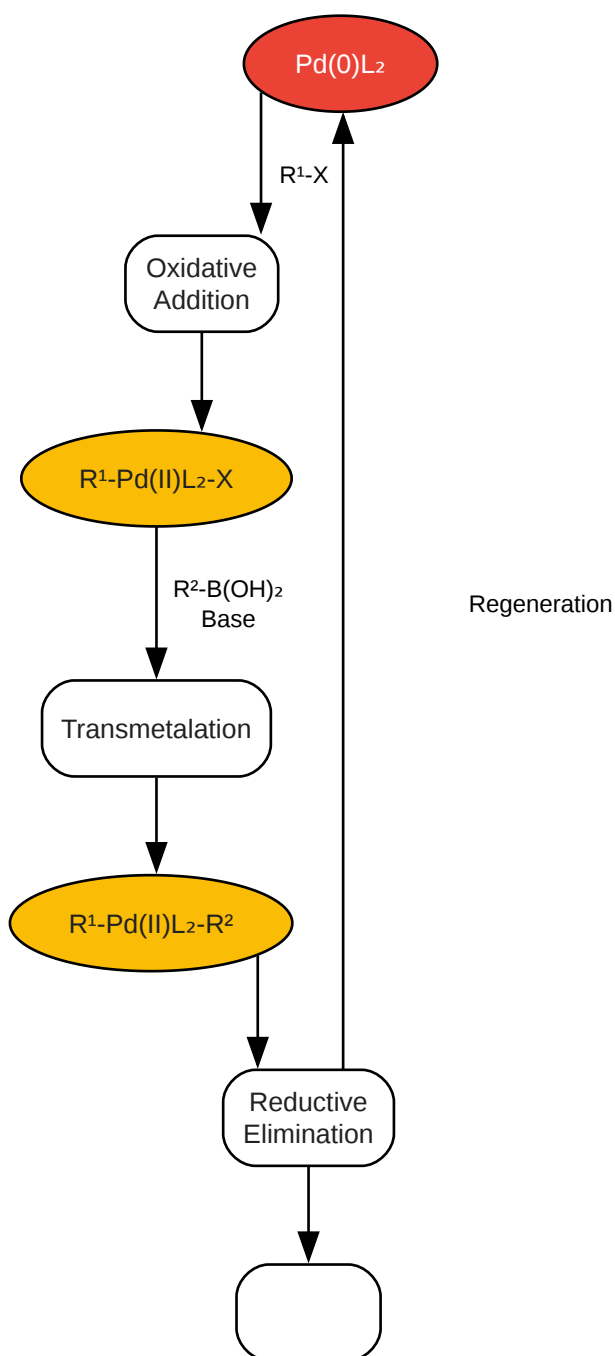 Pd(0)L₂
R¹-X
Oxidative
Addition
R¹-Pd(II)L₂-X
R²-B(OH)₂
Base
Regeneration
Transmetalation
R¹-Pd(II)L₂-R²
Reductive
Elimination